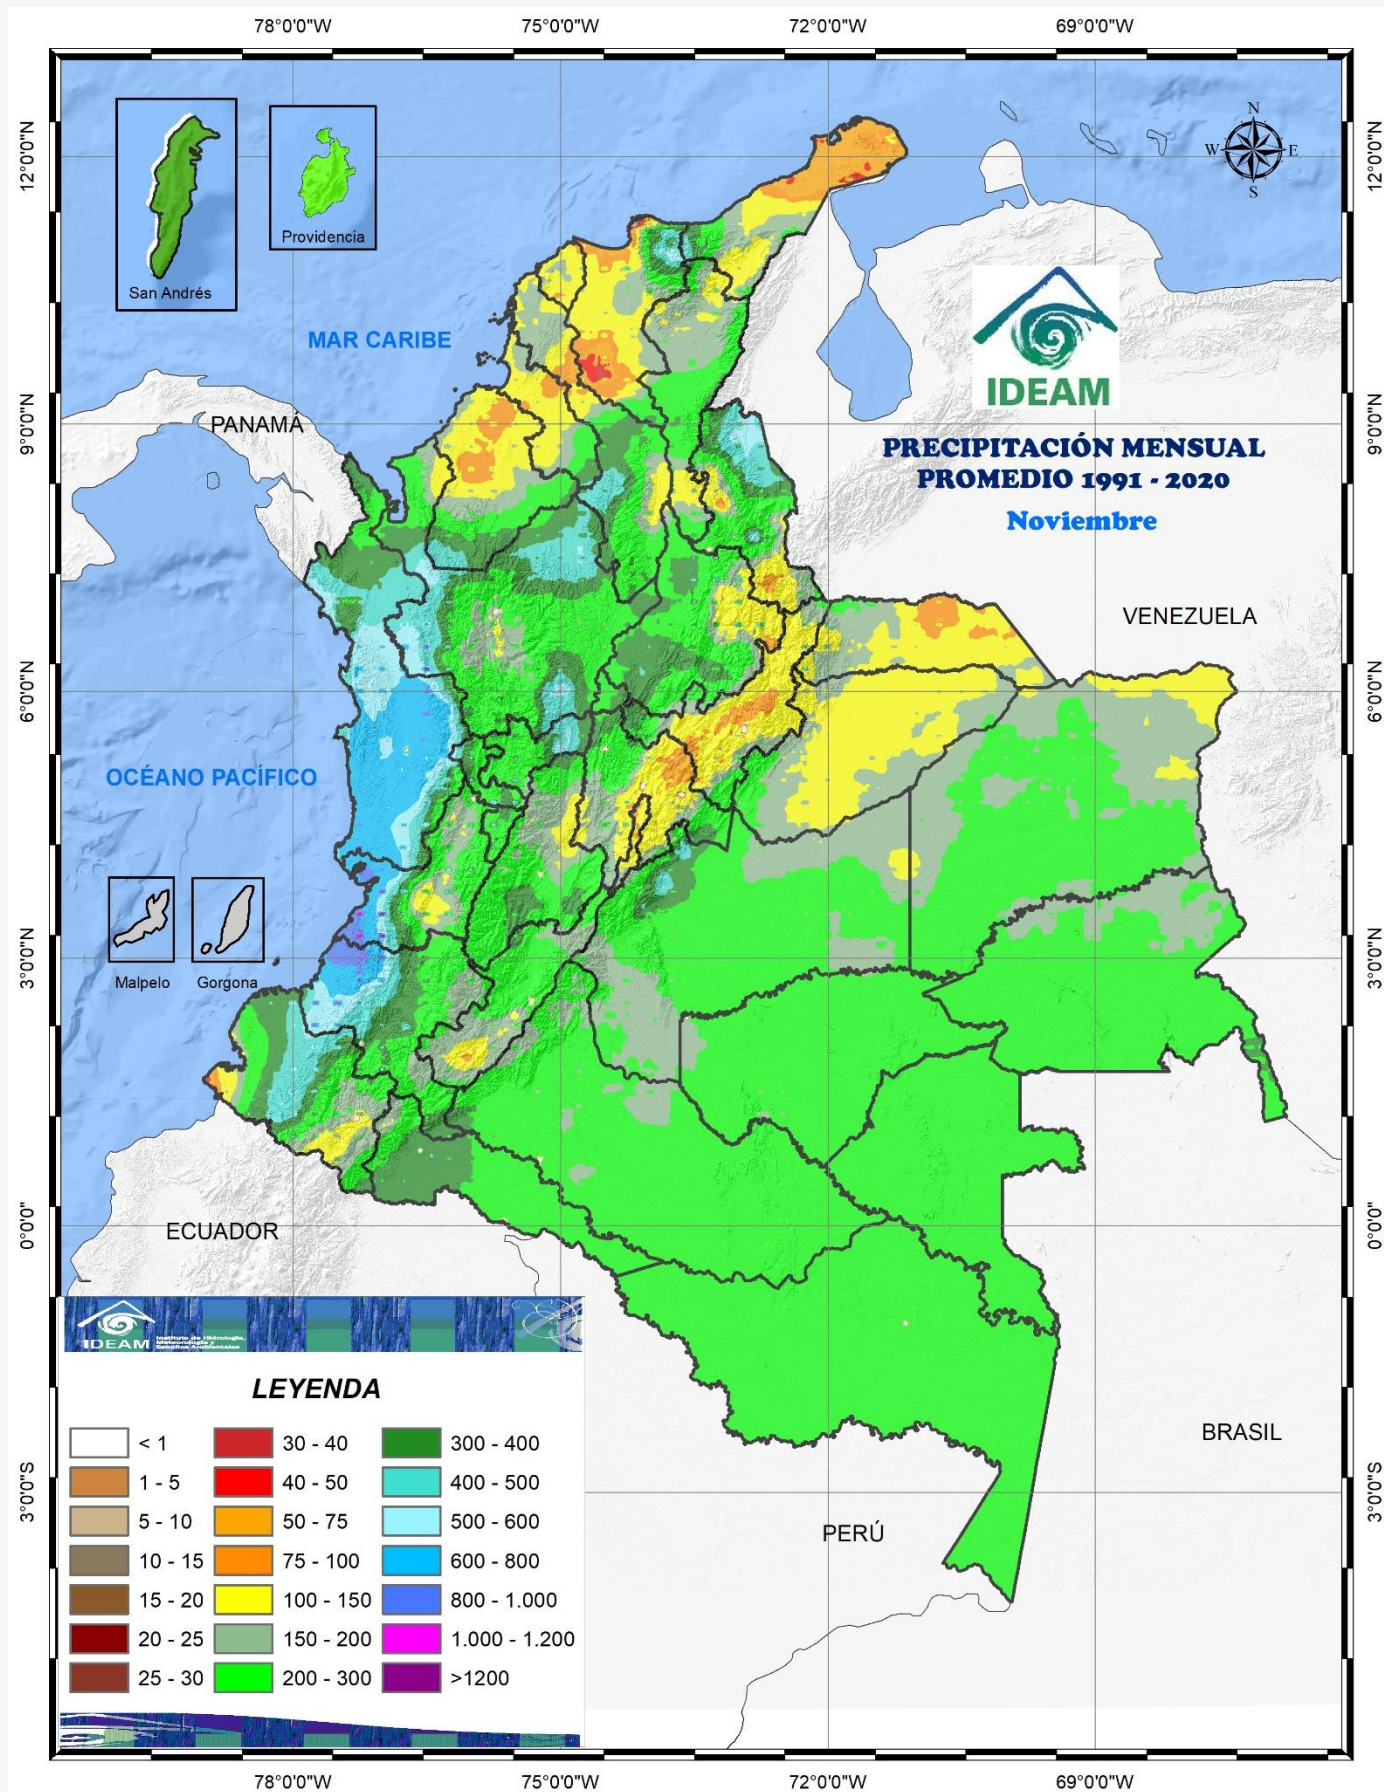 78°0'0"W
75°0'0"W
72°0'0"W
69°0'0"W
12°0'0"N
12°0'0"N
9°0'0"N
9°0'0"N
6°0'0"N
6°0'0"N
3°0'0"N
3°0'0"N
0°0'0"
0°0'0"
3°0'0"S
3°0'0"S
San Andrés
Providencia
N
W
E
S
MAR CARIBE
IDEAM
PANAMÁ
PRECIPITACIÓN MENSUAL
PROMEDIO 1991 - 2020
Noviembre
VENEZUELA
OCÉANO PACÍFICO
Malpelo
Gorgona
ECUADOR
BRASIL
PERÚ
IDEAM
Instituto de Hidrología,
Meteorología y
Estudios Ambientales
LEYENDA
< 1
1 - 5
5 - 10
10 - 15
15 - 20
20 - 25
25 - 30
30 - 40
40 - 50
50 - 75
75 - 100
100 - 150
150 - 200
200 - 300
300 - 400
400 - 500
500 - 600
600 - 800
800 - 1.000
1.000 - 1.200
>1200
78°0'0"W
75°0'0"W
72°0'0"W
69°0'0"W